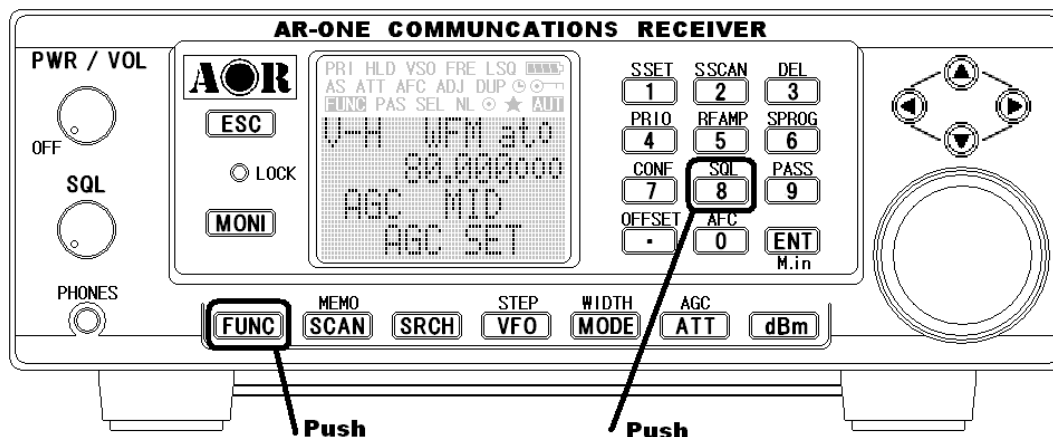 AR-ONE COMMUNCATIONS RECEIVER
PWR / VOL
OFF
SQL
PHONES
AOR
ESC
LOCK
MONI
PRI HLD VSO FRE LSQ
AS ATT AFC ADJ DUP
FUNC PAS SEL NL AUT
V-H WFM ato
80.000000
AGC MID
AGC SET
SSET SSCAN DEL
1 2 3
PRIO RFAMP SPROG
4 5 6
CONF SQL PASS
7 8 9
OFFSET AFC
. 0 ENT
M.in
MEMO STEP WIDTH AGC
FUNC SCAN SRCH VFO MODE ATT dBm
Push Push